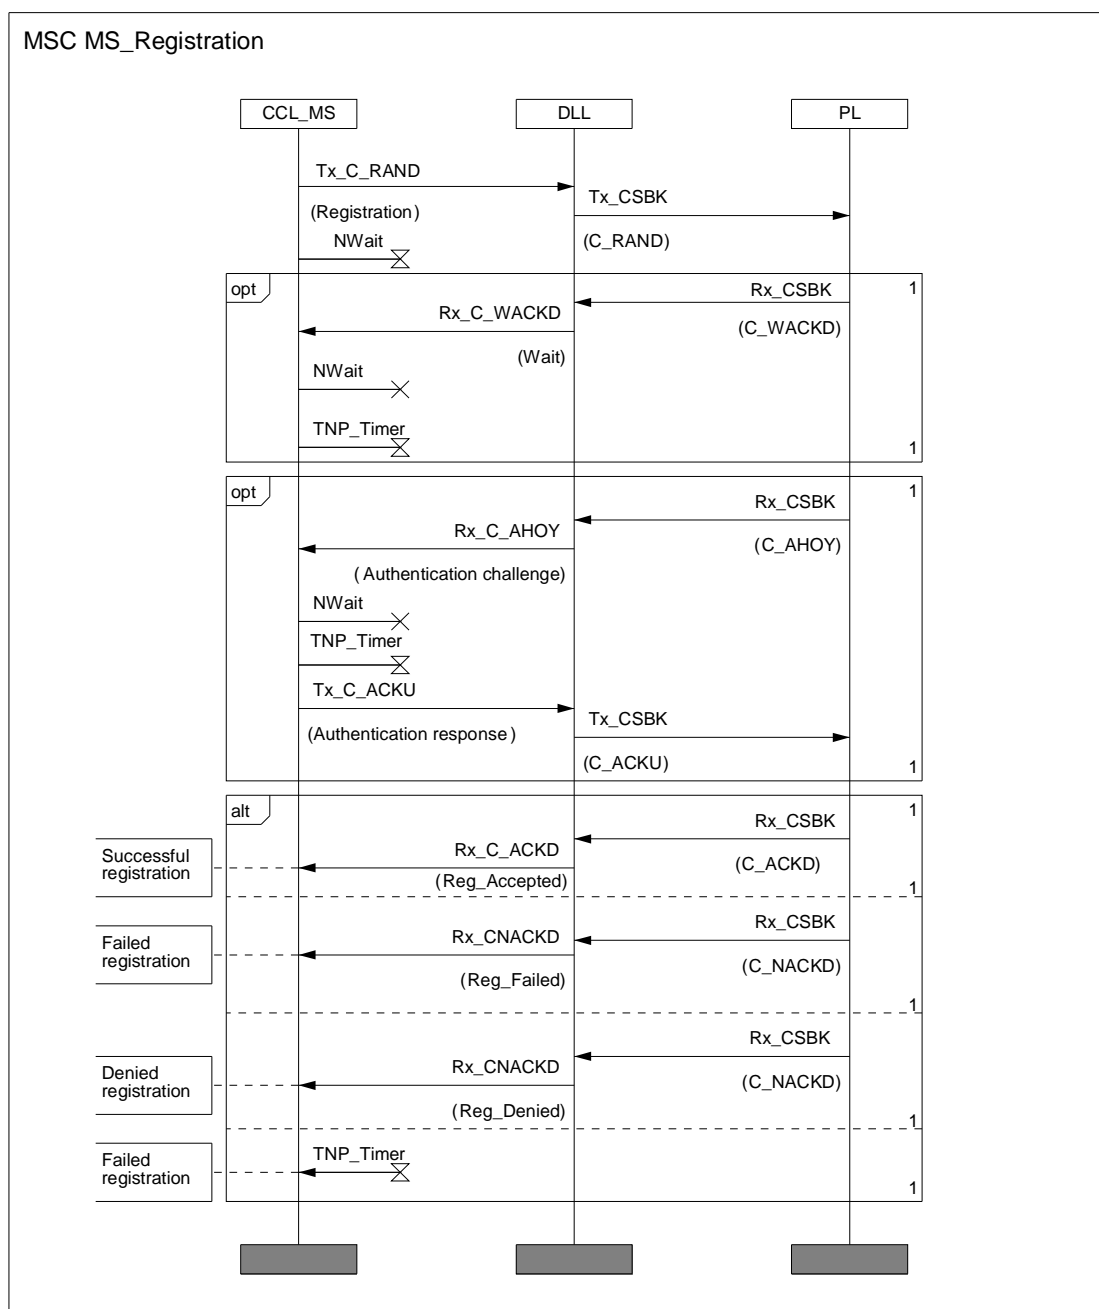 MSC MS_Registration
CCL_MS
DLL
PL
Tx_C_RAND
(Registration)
Tx_CSBK
(C_RAND)
NWait
opt
1
Rx_CSBK
(C_WACKD)
Rx_C_WACKD
(Wait)
NWait
TNP_Timer
1
opt
1
Rx_CSBK
(C_AHOY)
Rx_C_AHOY
(Authentication challenge)
NWait
TNP_Timer
Tx_C_ACKU
(Authentication response)
Tx_CSBK
(C_ACKU)
1
alt
1
Rx_CSBK
(C_ACKD)
Rx_C_ACKD
(Reg_Accepted)
Successful
registration
1
Rx_CSBK
(C_NACKD)
Rx_CNACKD
(Reg_Failed)
Failed
registration
1
Rx_CSBK
(C_NACKD)
Rx_CNACKD
(Reg_Denied)
Denied
registration
1
TNP_Timer
Failed
registration
1